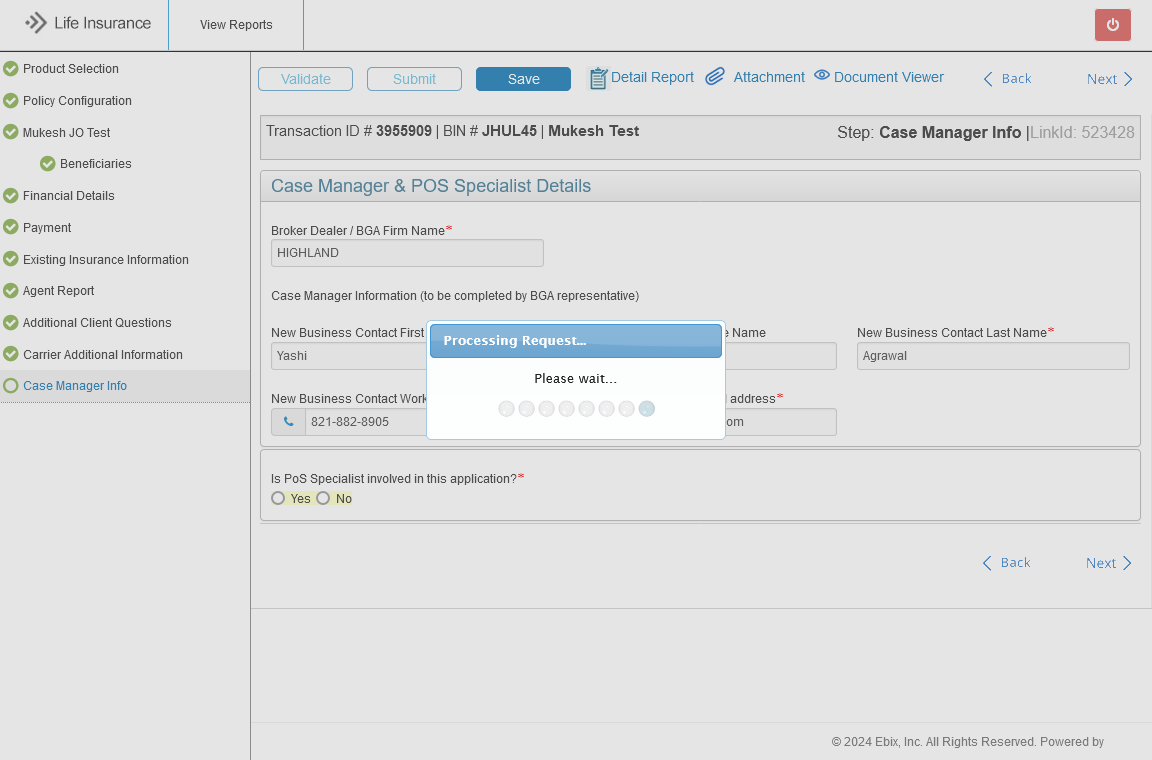 Life Insurance
View Reports
Product Selection
Policy Configuration
Mukesh JO Test
Beneficiaries
Financial Details
Payment
Existing Insurance Information
Agent Report
Additional Client Questions
Carrier Additional Information
Case Manager Info
Validate Submit Save Detail Report Attachment Document Viewer Back Next
Transaction ID # 3955909 | BIN # JHUL45 | Mukesh Test
Step: Case Manager Info |LinkId: 523428
Case Manager & POS Specialist Details
Broker Dealer / BGA Firm Name*
HIGHLAND
Case Manager Information (to be completed by BGA representative)
New Business Contact First
Name
New Business Contact Last Name*
Yashi
Agrawal
Processing Request...
Please wait...
New Business Contact Work
address*
821-882-8905
om
Is PoS Specialist involved in this application?*
Yes No
Back Next
© 2024 Ebix, Inc. All Rights Reserved. Powered by